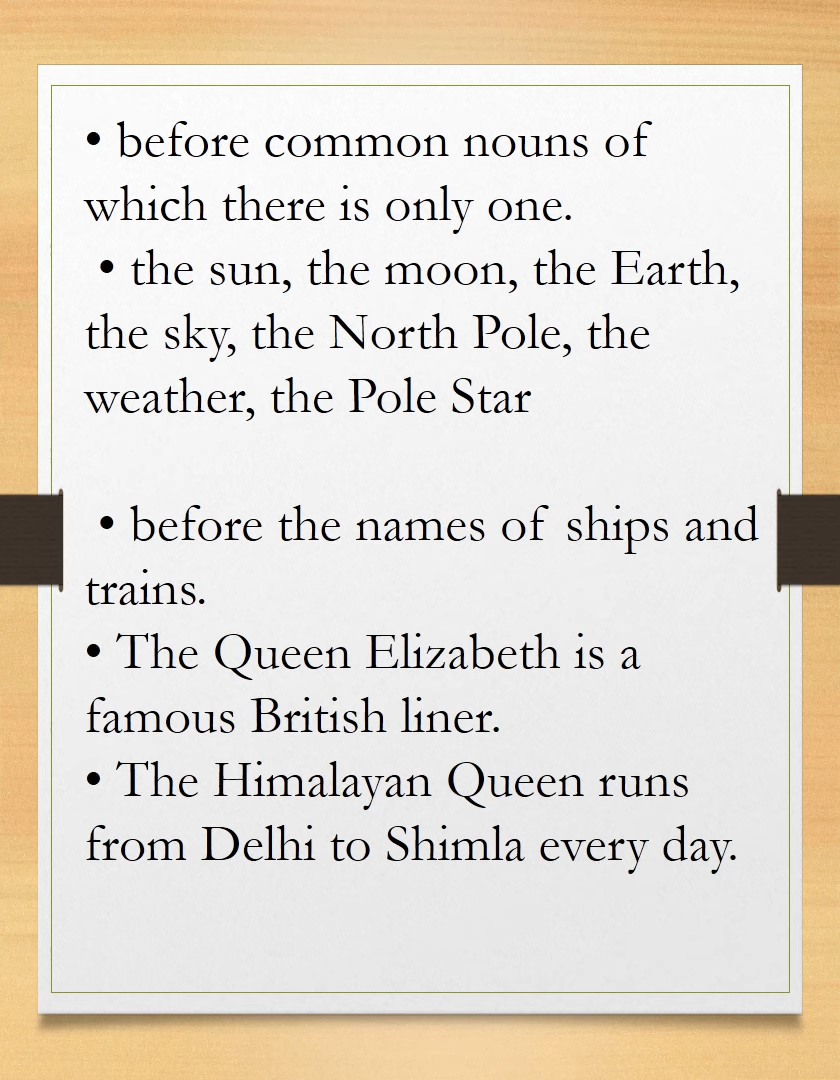 • before common nouns of
which there is only one.
• the sun, the moon, the Earth,
the sky, the North Pole, the
weather, the Pole Star
• before the names of ships and
trains.
• The Queen Elizabeth is a
famous British liner.
• The Himalayan Queen runs
from Delhi to Shimla every day.